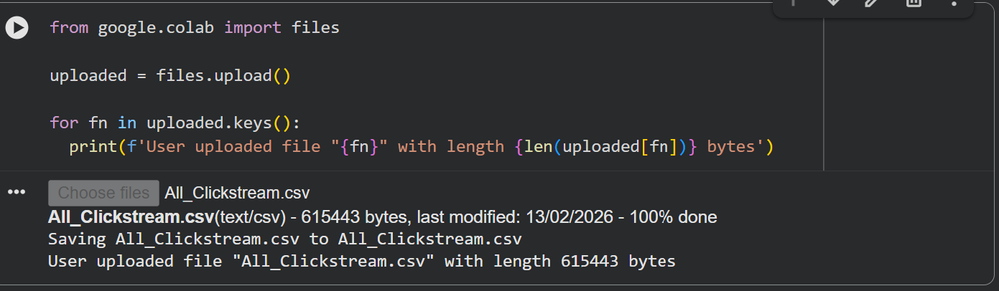 from google.colab import files
uploaded = files.upload()
for fn in uploaded.keys():
  print(f'User uploaded file "{fn}" with length {len(uploaded[fn])} bytes')
Choose files All_Clickstream.csv
All_Clickstream.csv(text/csv) - 615443 bytes, last modified: 13/02/2026 - 100% done
Saving All_Clickstream.csv to All_Clickstream.csv
User uploaded file "All_Clickstream.csv" with length 615443 bytes